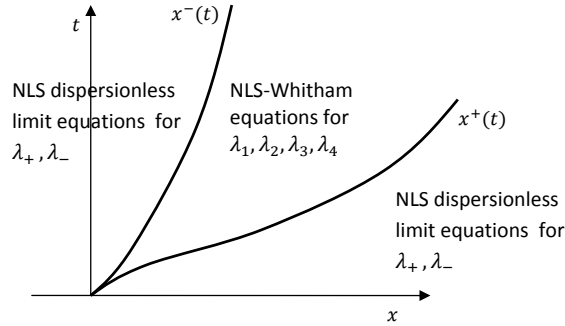 t
x⁻(t)
NLS dispersionless
limit equations for
λ₊, λ₋
NLS-Whitham
equations for
λ₁, λ₂, λ₃, λ₄
x⁺(t)
NLS dispersionless
limit equations for
λ₊, λ₋
x